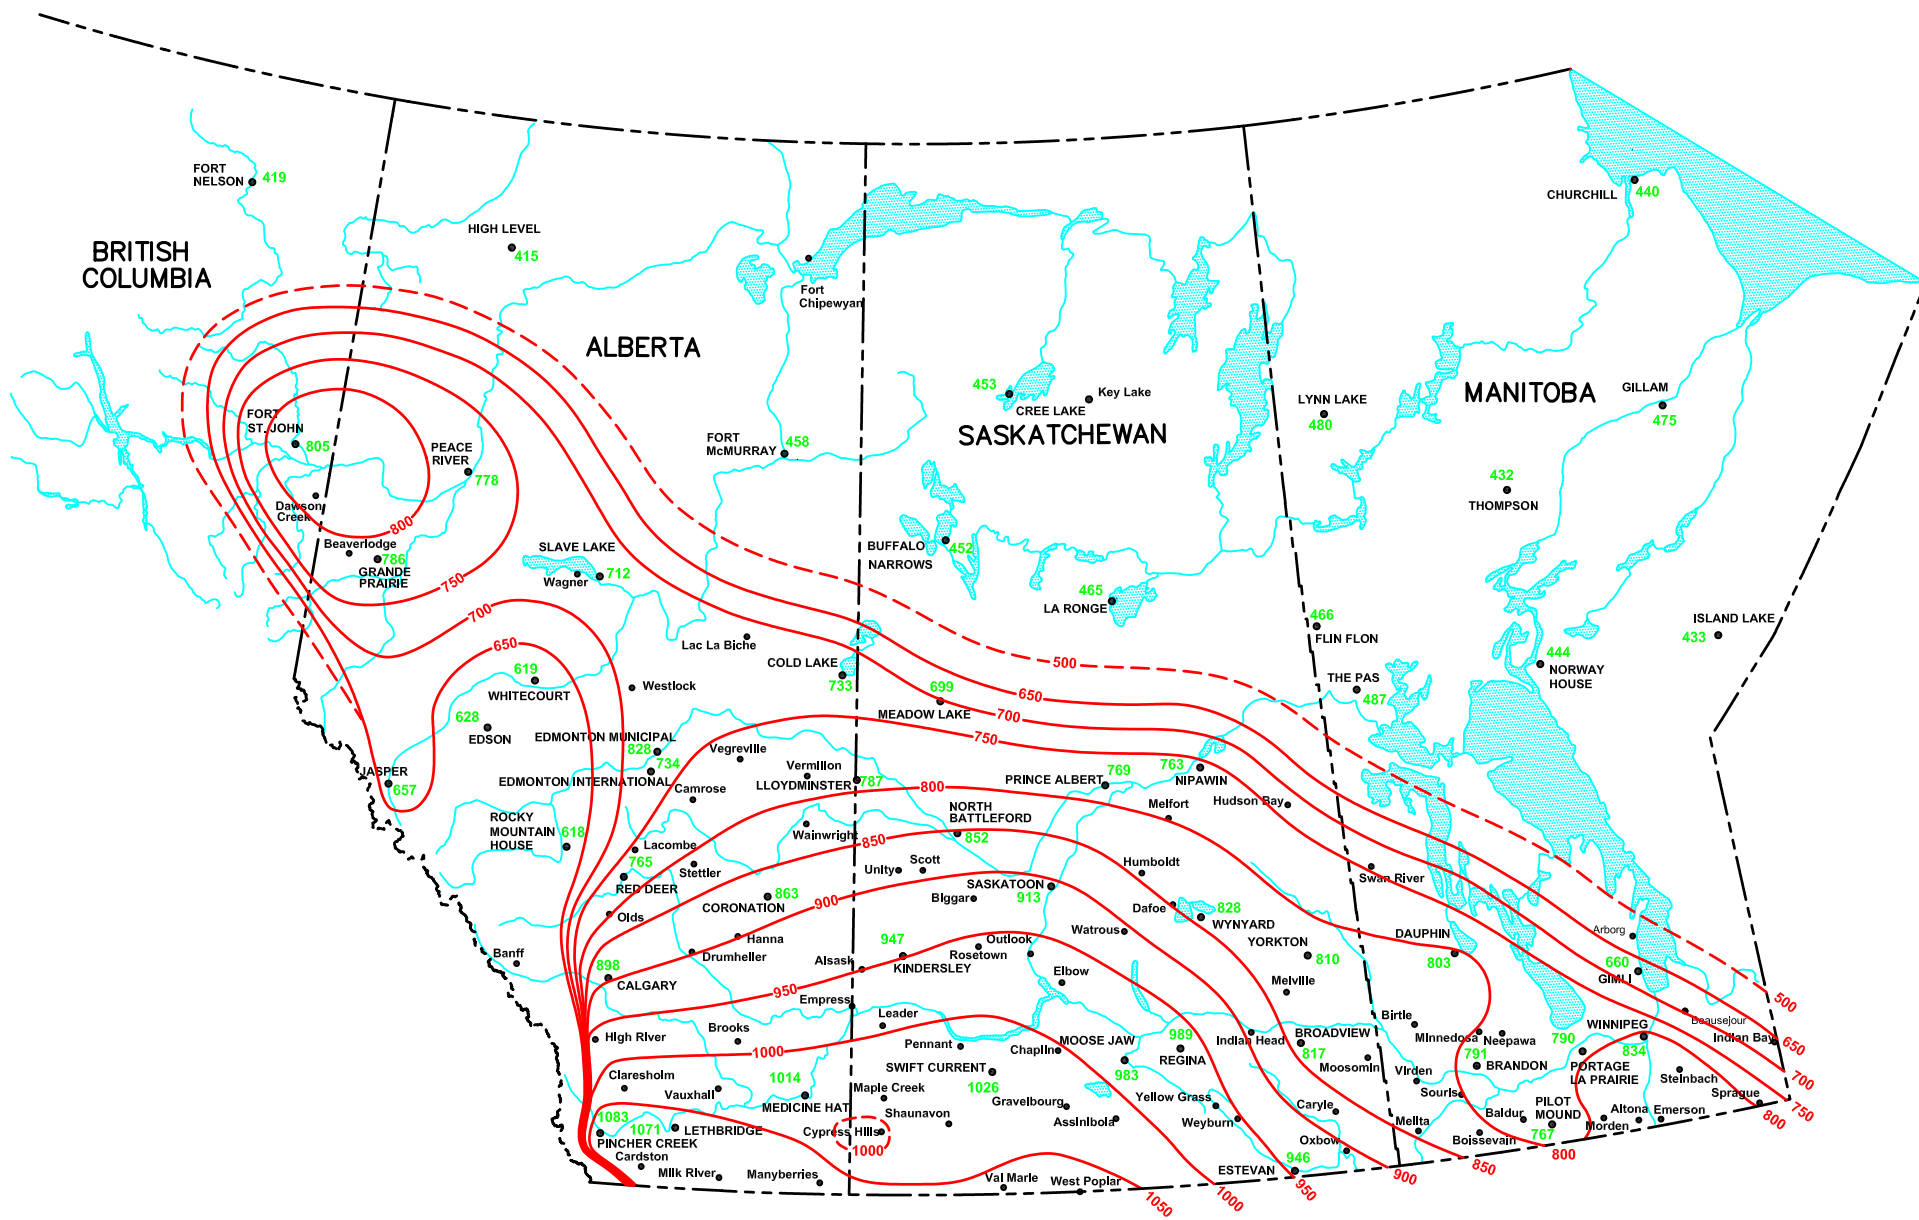 FORT
NELSON
419
BRITISH
COLUMBIA
HIGH LEVEL
415
ALBERTA
Fort
Chipewyan
CHURCHILL
440
FORT
ST. JOHN
805
PEACE
RIVER
778
Dawson
Creek
800
Beaverlodge
786
GRANDE
PRAIRIE
750
700
650
SLAVE LAKE
Wagner
712
FORT
McMURRAY
458
453
CREE LAKE
Key Lake
SASKATCHEWAN
LYNN LAKE
480
MANITOBA
GILLAM
475
432
THOMPSON
BUFFALO
NARROWS
452
465
LA RONGE
466
FLIN FLON
ISLAND LAKE
433
444
NORWAY
HOUSE
THE PAS
487
Lac La Biche
COLD LAKE
733
699
MEADOW LAKE
500
650
700
750
619
WHITECOURT
Westlock
628
EDSON
EDMONTON MUNICIPAL
828
734
EDMONTON INTERNATIONAL
Vegreville
Vermilion
LLOYDMINSTER
787
JASPER
657
Camrose
ROCKY
MOUNTAIN
HOUSE
618
Wainwright
Lacombe
765
Stettler
RED DEER
863
CORONATION
Olds
Hanna
Drumheller
Banff
898
CALGARY
800
850
900
950
1000
PRINCE ALBERT
769
763
NIPAWIN
Melfort
Hudson Bay
NORTH
BATTLEFORD
852
Unity
Scott
Biggar
SASKATOON
913
Humboldt
Dafoe
828
WYNYARD
Watrous
YORKTON
810
Melville
Swan River
DAUPHIN
803
Arborg
660
GIMLI
947
KINDERSLEY
Outlook
Rosetown
Alsask
Elbow
Empress
Leader
Brooks
High River
Pennant
Chaplin
MOOSE JAW
983
989
REGINA
Indian Head
BROADVIEW
817
Moosomin
Birtle
Minnedosa
Neepawa
791
BRANDON
790
PORTAGE
LA PRAIRIE
WINNIPEG
834
Beausejour
Indian Bay
Steinbach
Sprague
Claresholm
Vauxhall
1014
MEDICINE HAT
Maple Creek
SWIFT CURRENT
1026
Gravelbourg
Shaunavon
Assiniboia
Yellow Grass
Weyburn
Caryle
Oxbow
Virden
Souris
Melita
Baldur
Boissevain
PILOT
MOUND
767
Altona
Morden
Emerson
1083
1071
LETHBRIDGE
PINCHER CREEK
Cardston
Milk River
Manyberries
Cypress Hills
1000
Val Marie
West Poplar
ESTEVAN
946
1050
1000
950
900
850
800
800
750
700
650
500